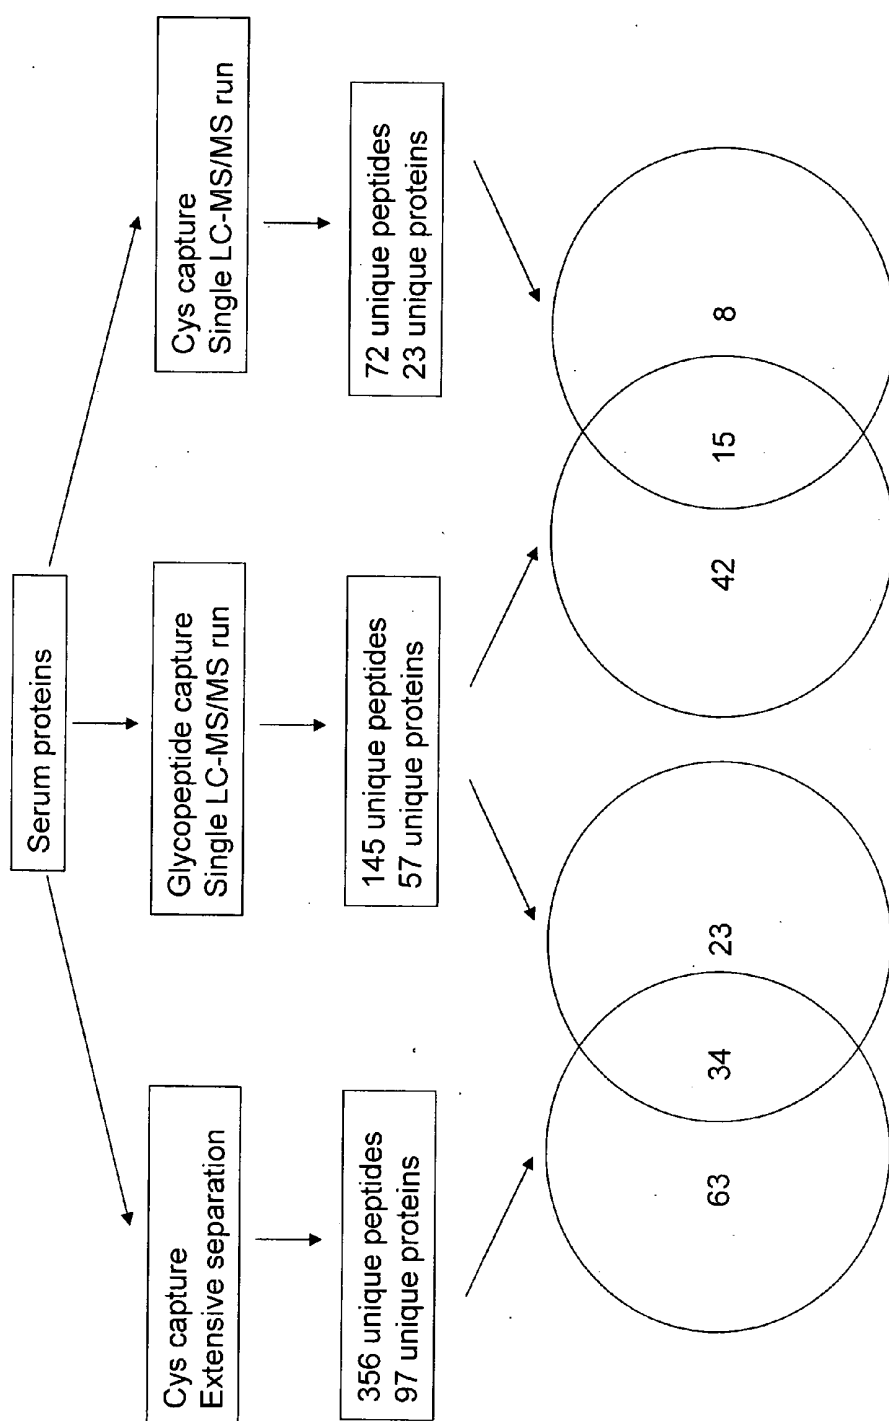 Serum proteins
Cys capture
Extensive separation
Glycopeptide capture
Single LC-MS/MS run
Cys capture
Single LC-MS/MS run
356 unique peptides
97 unique proteins
145 unique peptides
57 unique proteins
72 unique peptides
23 unique proteins
63
34
23
42
15
8